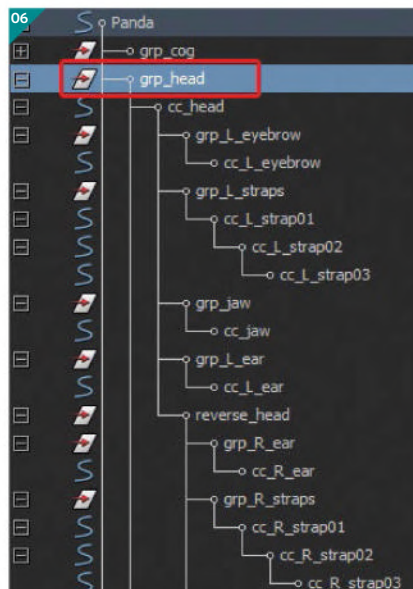 06
Panda
grp_cog
grp_head
cc_head
grp_L_eyebrow
cc_L_eyebrow
grp_L_straps
cc_L_strap01
cc_L_strap02
cc_L_strap03
grp_jaw
cc_jaw
grp_L_ear
cc_L_ear
reverse_head
grp_R_ear
cc_R_ear
grp_R_straps
cc_R_strap01
cc_R_strap02
cc_R_strap03